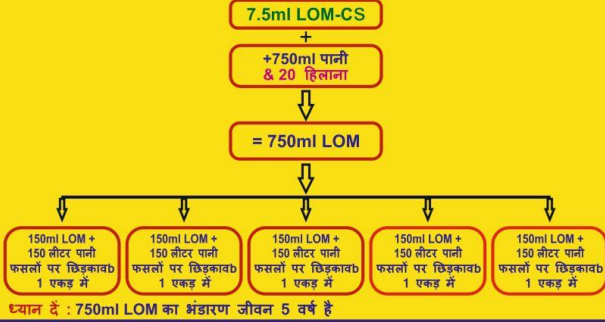 7.5ml LOM-CS
+
+750ml पानी
& 20 हिलाना
= 750ml LOM
150ml LOM +
150 लीटर पानी
फसलों पर छिड़कावb
1 एकड़ में
150ml LOM +
150 लीटर पानी
फसलों पर छिड़कावb
1 एकड़ में
150ml LOM +
150 लीटर पानी
फसलों पर छिड़कावb
1 एकड़ में
150ml LOM +
150 लीटर पानी
फसलों पर छिड़कावb
1 एकड़ में
150ml LOM +
150 लीटर पानी
फसलों पर छिड़कावb
1 एकड़ में
ध्यान दें : 750ml LOM का भंडारण जीवन 5 वर्ष है